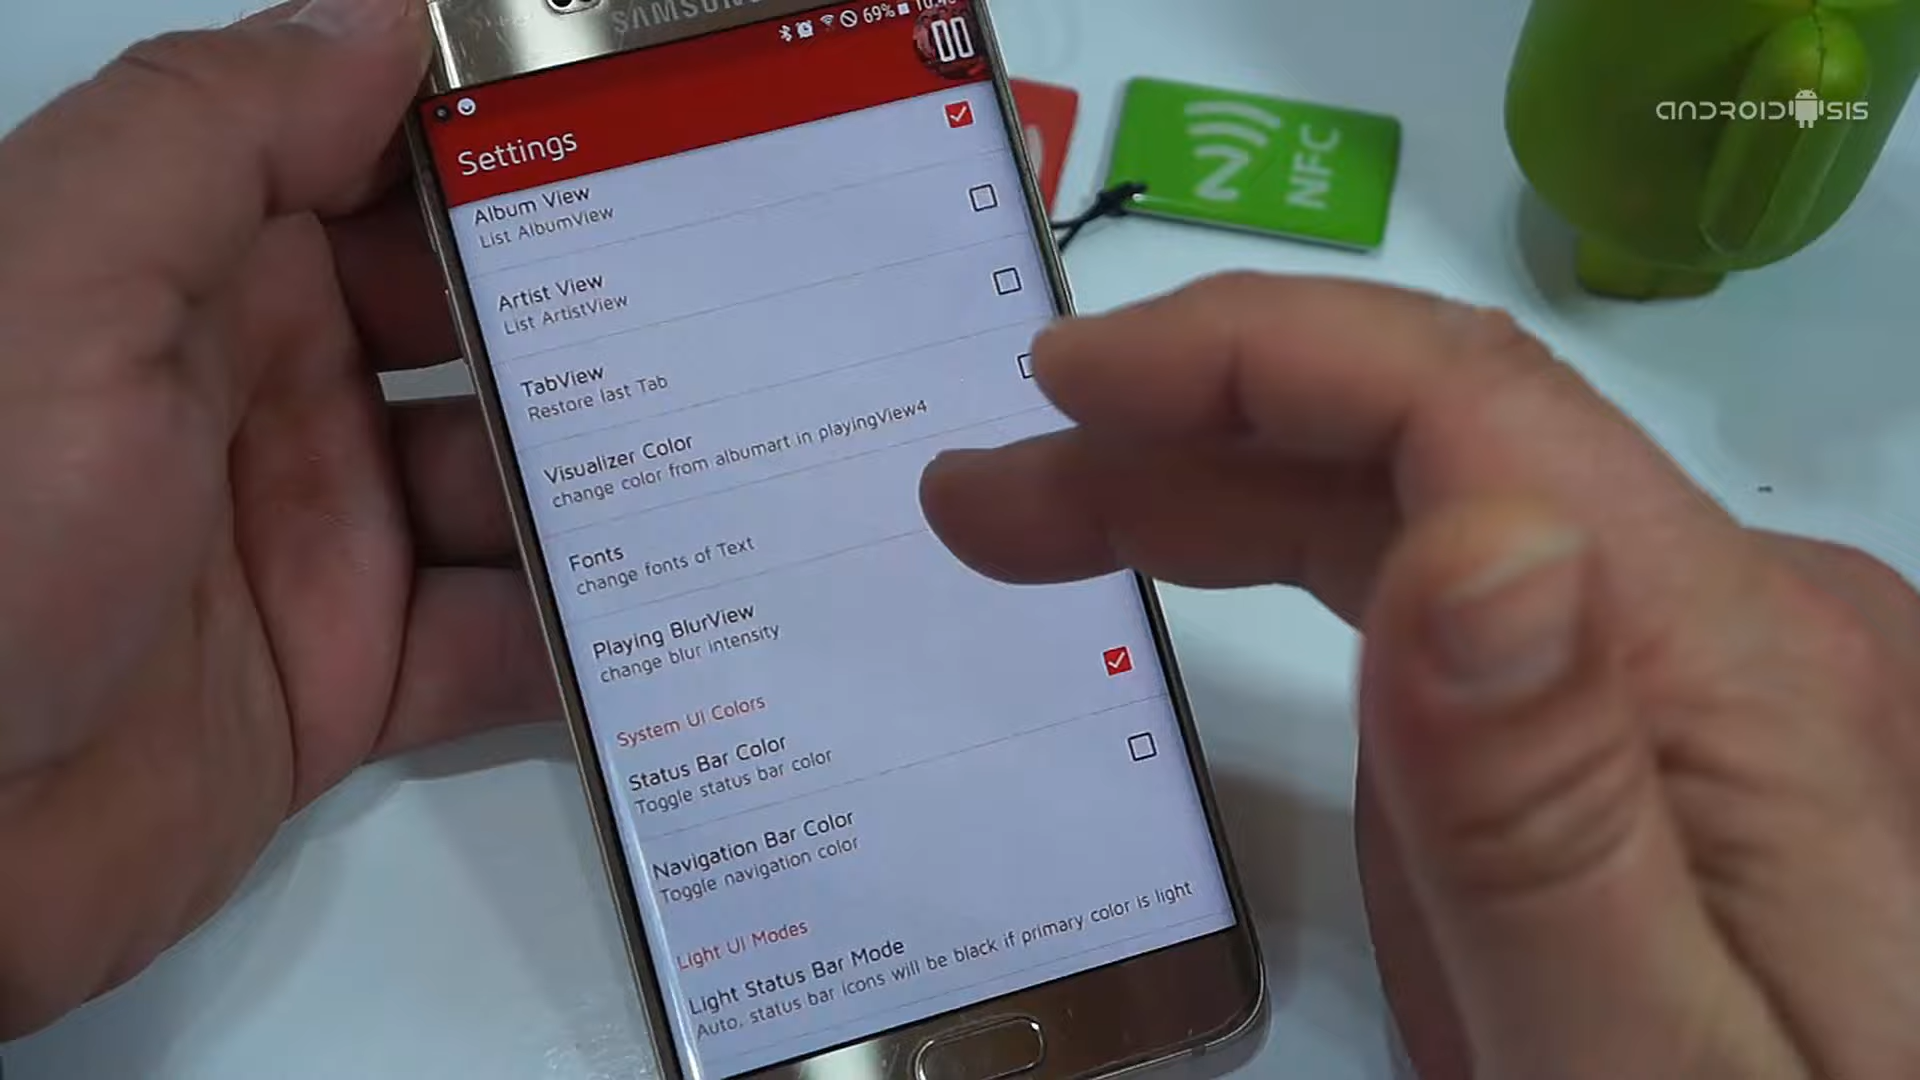 SAMSUNG
69%
Settings
Album View
List AlbumView
Artist View
List ArtistView
TabView
Restore last Tab
Visualizer Color
change color from albumart in playingView4
Fonts
change fonts of Text
Playing BlurView
change blur intensity
System UI Colors
Status Bar Color
Toggle status bar color
Navigation Bar Color
Toggle navigation color
Light UI Modes
Light Status Bar Mode
Auto, status bar icons will be black if primary color is light
NFC
ANDROIDSIS